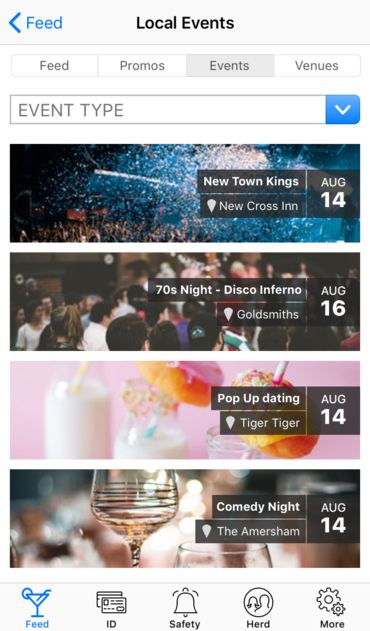 Feed
Local Events
Feed
Promos
Events
Venues
EVENT TYPE
New Town Kings
New Cross Inn
AUG
14
70s Night - Disco Inferno
Goldsmiths
AUG
16
Pop Up dating
Tiger Tiger
AUG
14
Comedy Night
The Amersham
AUG
14
Feed
ID
Safety
Herd
More